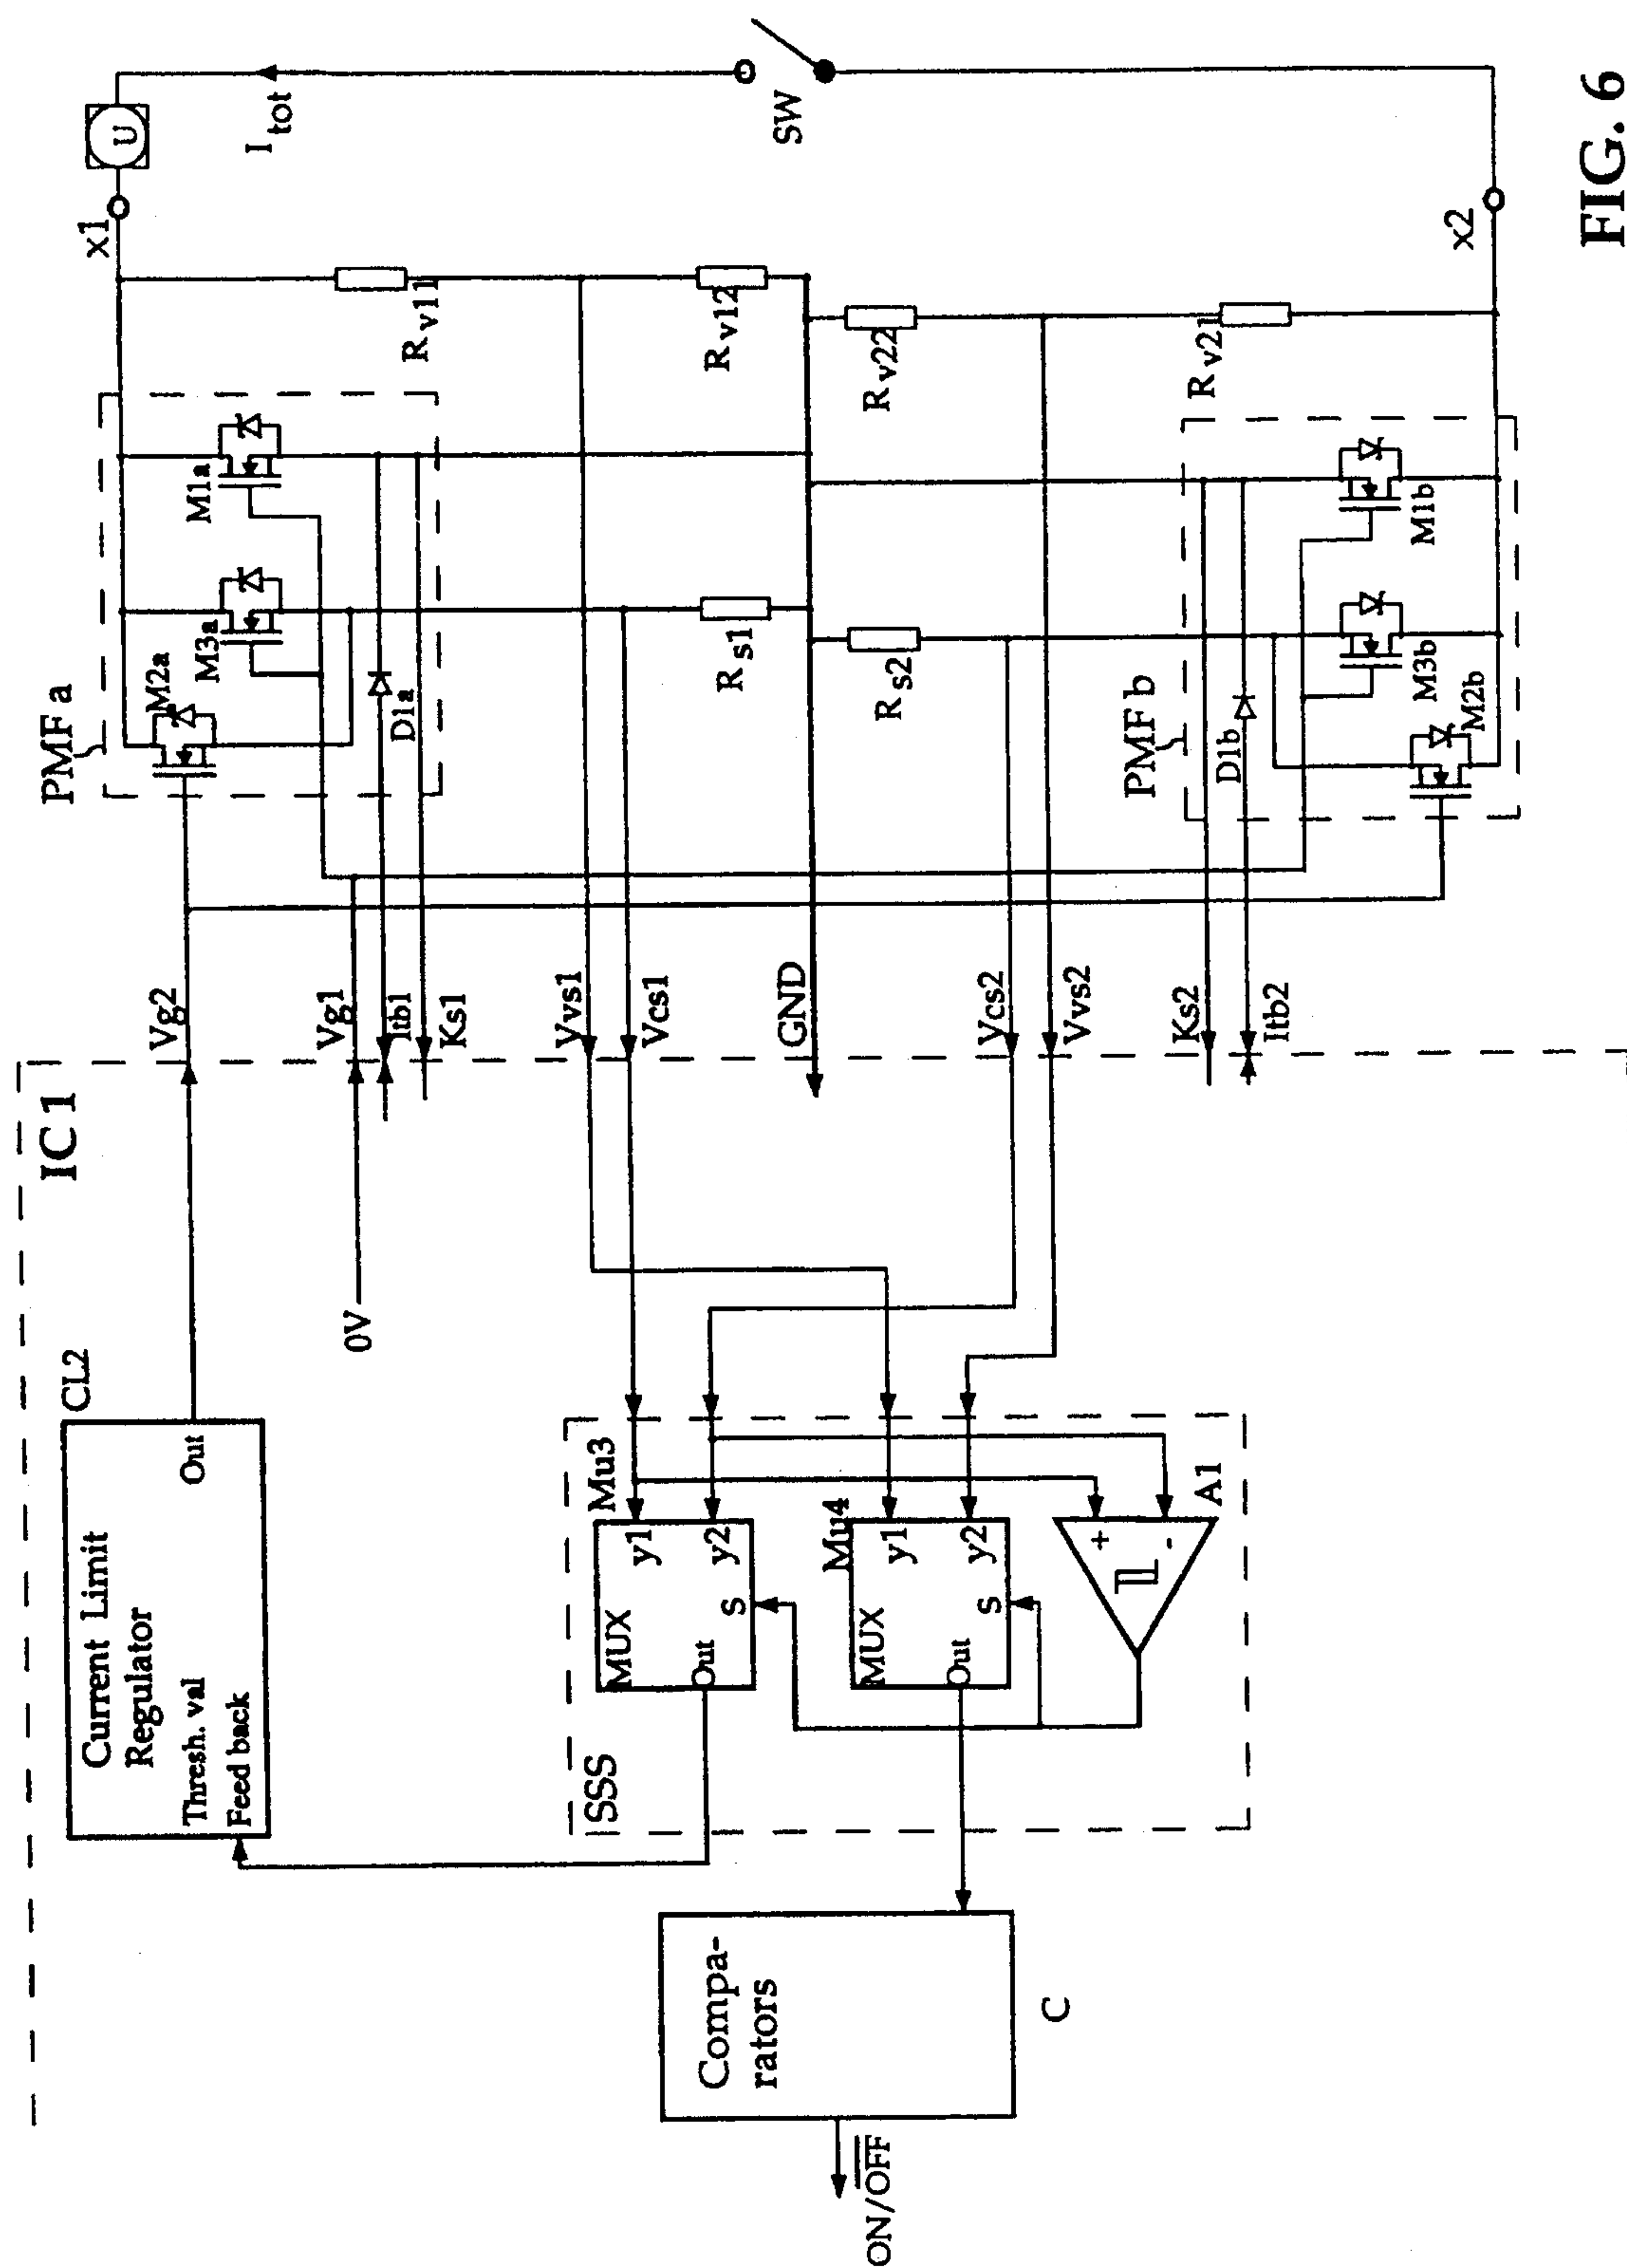 FIG. 6
IC 1
CL2
Current Limit
Regulator
Out
Thresh. val
Feed back
0V
Vg2
Vg1
Itb1
Ks1
Vvs1
Vcs1
GND
Vcs2
Vvs2
Ks2
Itb2
PMF a
M2a
M3a
M1a
D1a
PMF b
D1b
M1b
M3b
M2b
R s1
R s2
R v11
R v12
R v22
R v21
x1
x2
U
I tot
SW
SSS
Mu3
MUX
y1
y2
s
Out
Mu4
MUX
y1
y2
s
Out
A1
+
-
Compa-
rators
C
ON/OFF